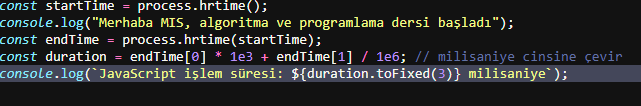 const startTime = process.hrtime();
console.log("Merhaba MIS, algoritma ve programlama dersi başladı");
const endTime = process.hrtime(startTime);
const duration = endTime[0] * 1e3 + endTime[1] / 1e6; // milisaniye cinsine çevir
console.log(`JavaScript işlem süresi: ${duration.toFixed(3)} milisaniye`);